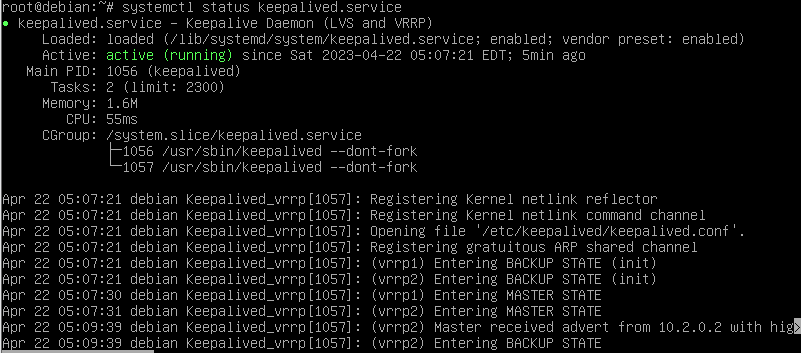 root@debian:~# systemctl status keepalived.service
● keepalived.service - Keepalive Daemon (LVS and VRRP)
Loaded: loaded (/lib/systemd/system/keepalived.service; enabled; vendor preset: enabled)
Active: active (running) since Sat 2023-04-22 05:07:21 EDT; 5min ago
Main PID: 1056 (keepalived)
Tasks: 2 (limit: 2300)
Memory: 1.6M
CPU: 55ms
CGroup: /system.slice/keepalived.service
├─1056 /usr/sbin/keepalived --dont-fork
└─1057 /usr/sbin/keepalived --dont-fork
Apr 22 05:07:21 debian Keepalived_vrrp[1057]: Registering Kernel netlink reflector
Apr 22 05:07:21 debian Keepalived_vrrp[1057]: Registering Kernel netlink command channel
Apr 22 05:07:21 debian Keepalived_vrrp[1057]: Opening file '/etc/keepalived/keepalived.conf'.
Apr 22 05:07:21 debian Keepalived_vrrp[1057]: Registering gratuitous ARP shared channel
Apr 22 05:07:21 debian Keepalived_vrrp[1057]: (vrrp1) Entering BACKUP STATE (init)
Apr 22 05:07:21 debian Keepalived_vrrp[1057]: (vrrp2) Entering BACKUP STATE (init)
Apr 22 05:07:30 debian Keepalived_vrrp[1057]: (vrrp1) Entering MASTER STATE
Apr 22 05:07:31 debian Keepalived_vrrp[1057]: (vrrp2) Entering MASTER STATE
Apr 22 05:09:39 debian Keepalived_vrrp[1057]: (vrrp2) Master received advert from 10.2.0.2 with hig>
Apr 22 05:09:39 debian Keepalived_vrrp[1057]: (vrrp2) Entering BACKUP STATE